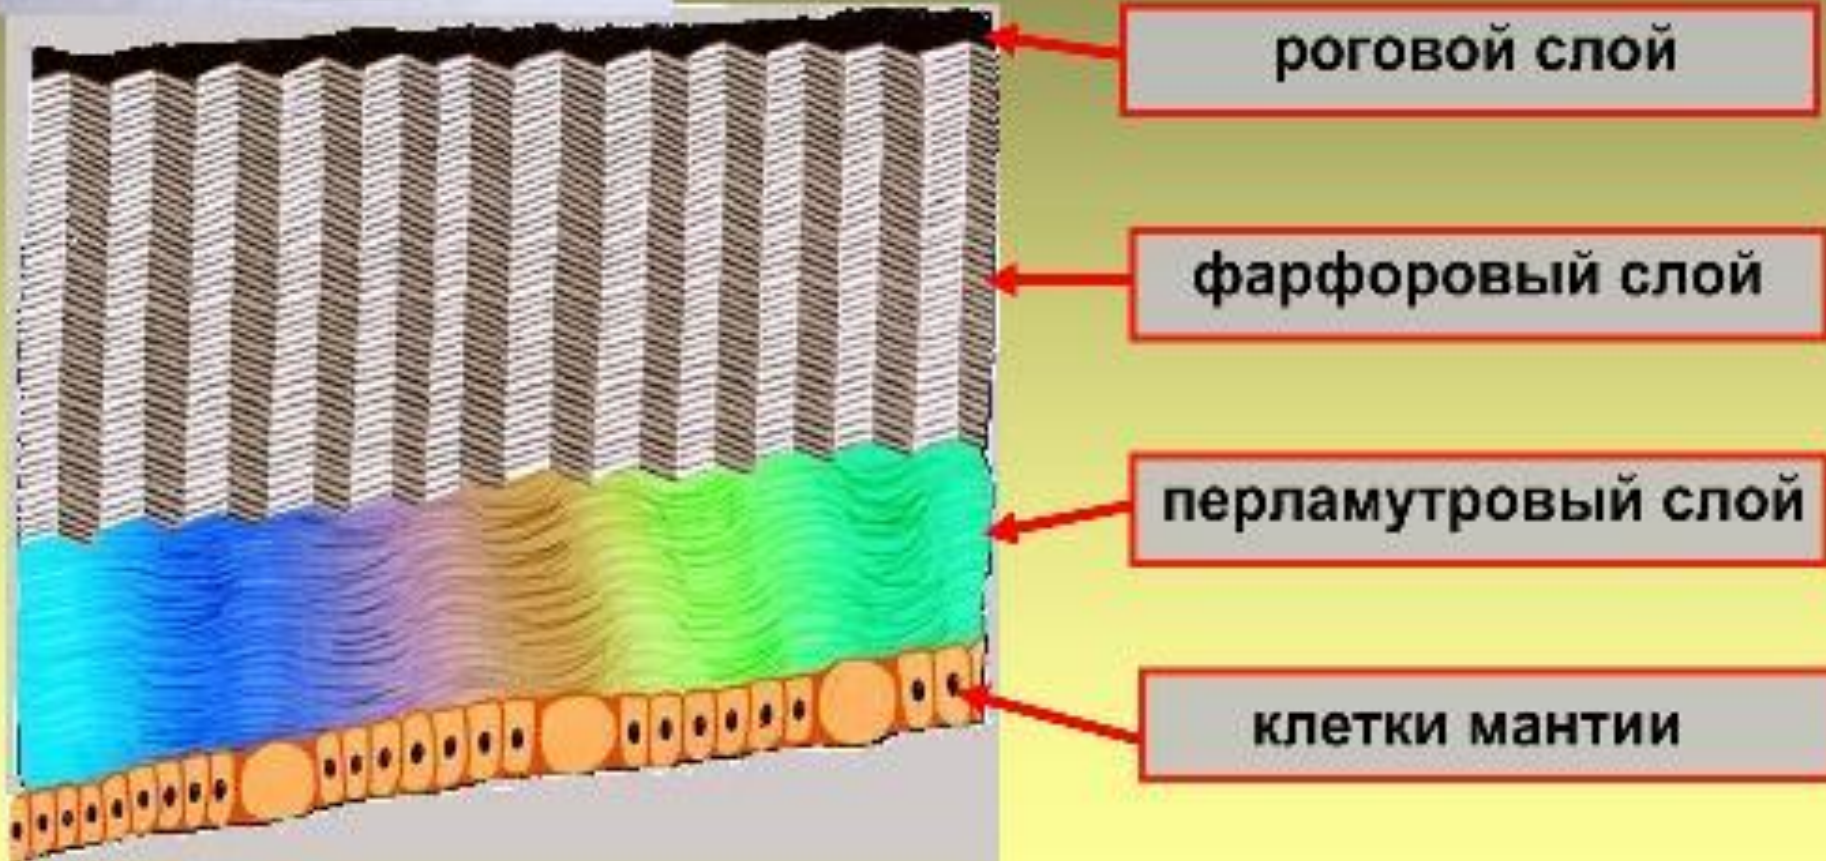 роговой слой
фарфоровый слой
перламутровый слой
клетки мантии